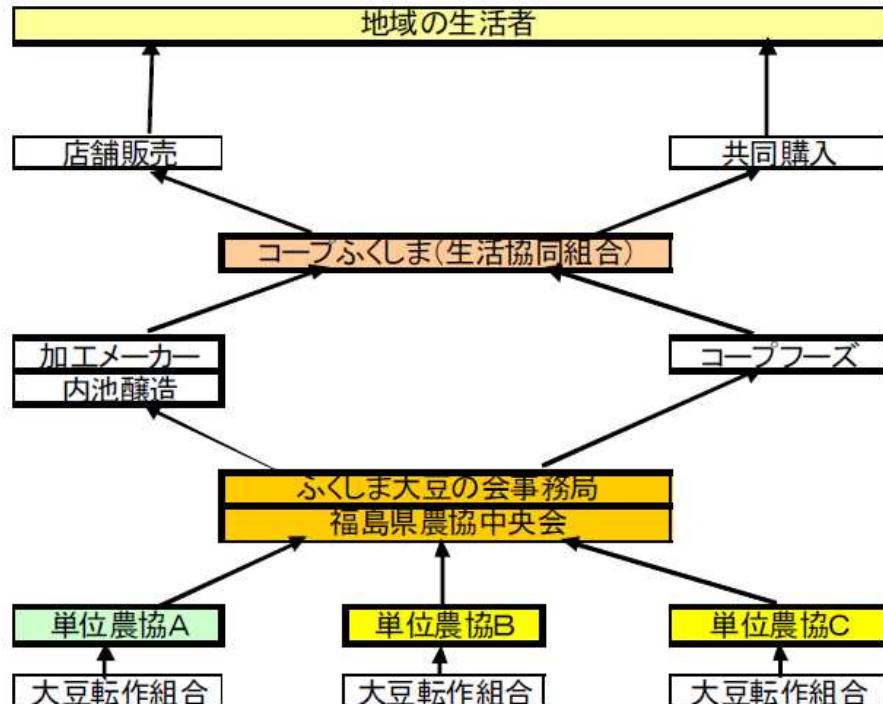 地域の生活者
店舗販売
共同購入
コープふくしま(生活協同組合)
加工メーカー
内池醸造
コープフーズ
ふくしま大豆の会事務局
福島県農協中央会
単位農協A
単位農協B
単位農協C
大豆転作組合
大豆転作組合
大豆転作組合